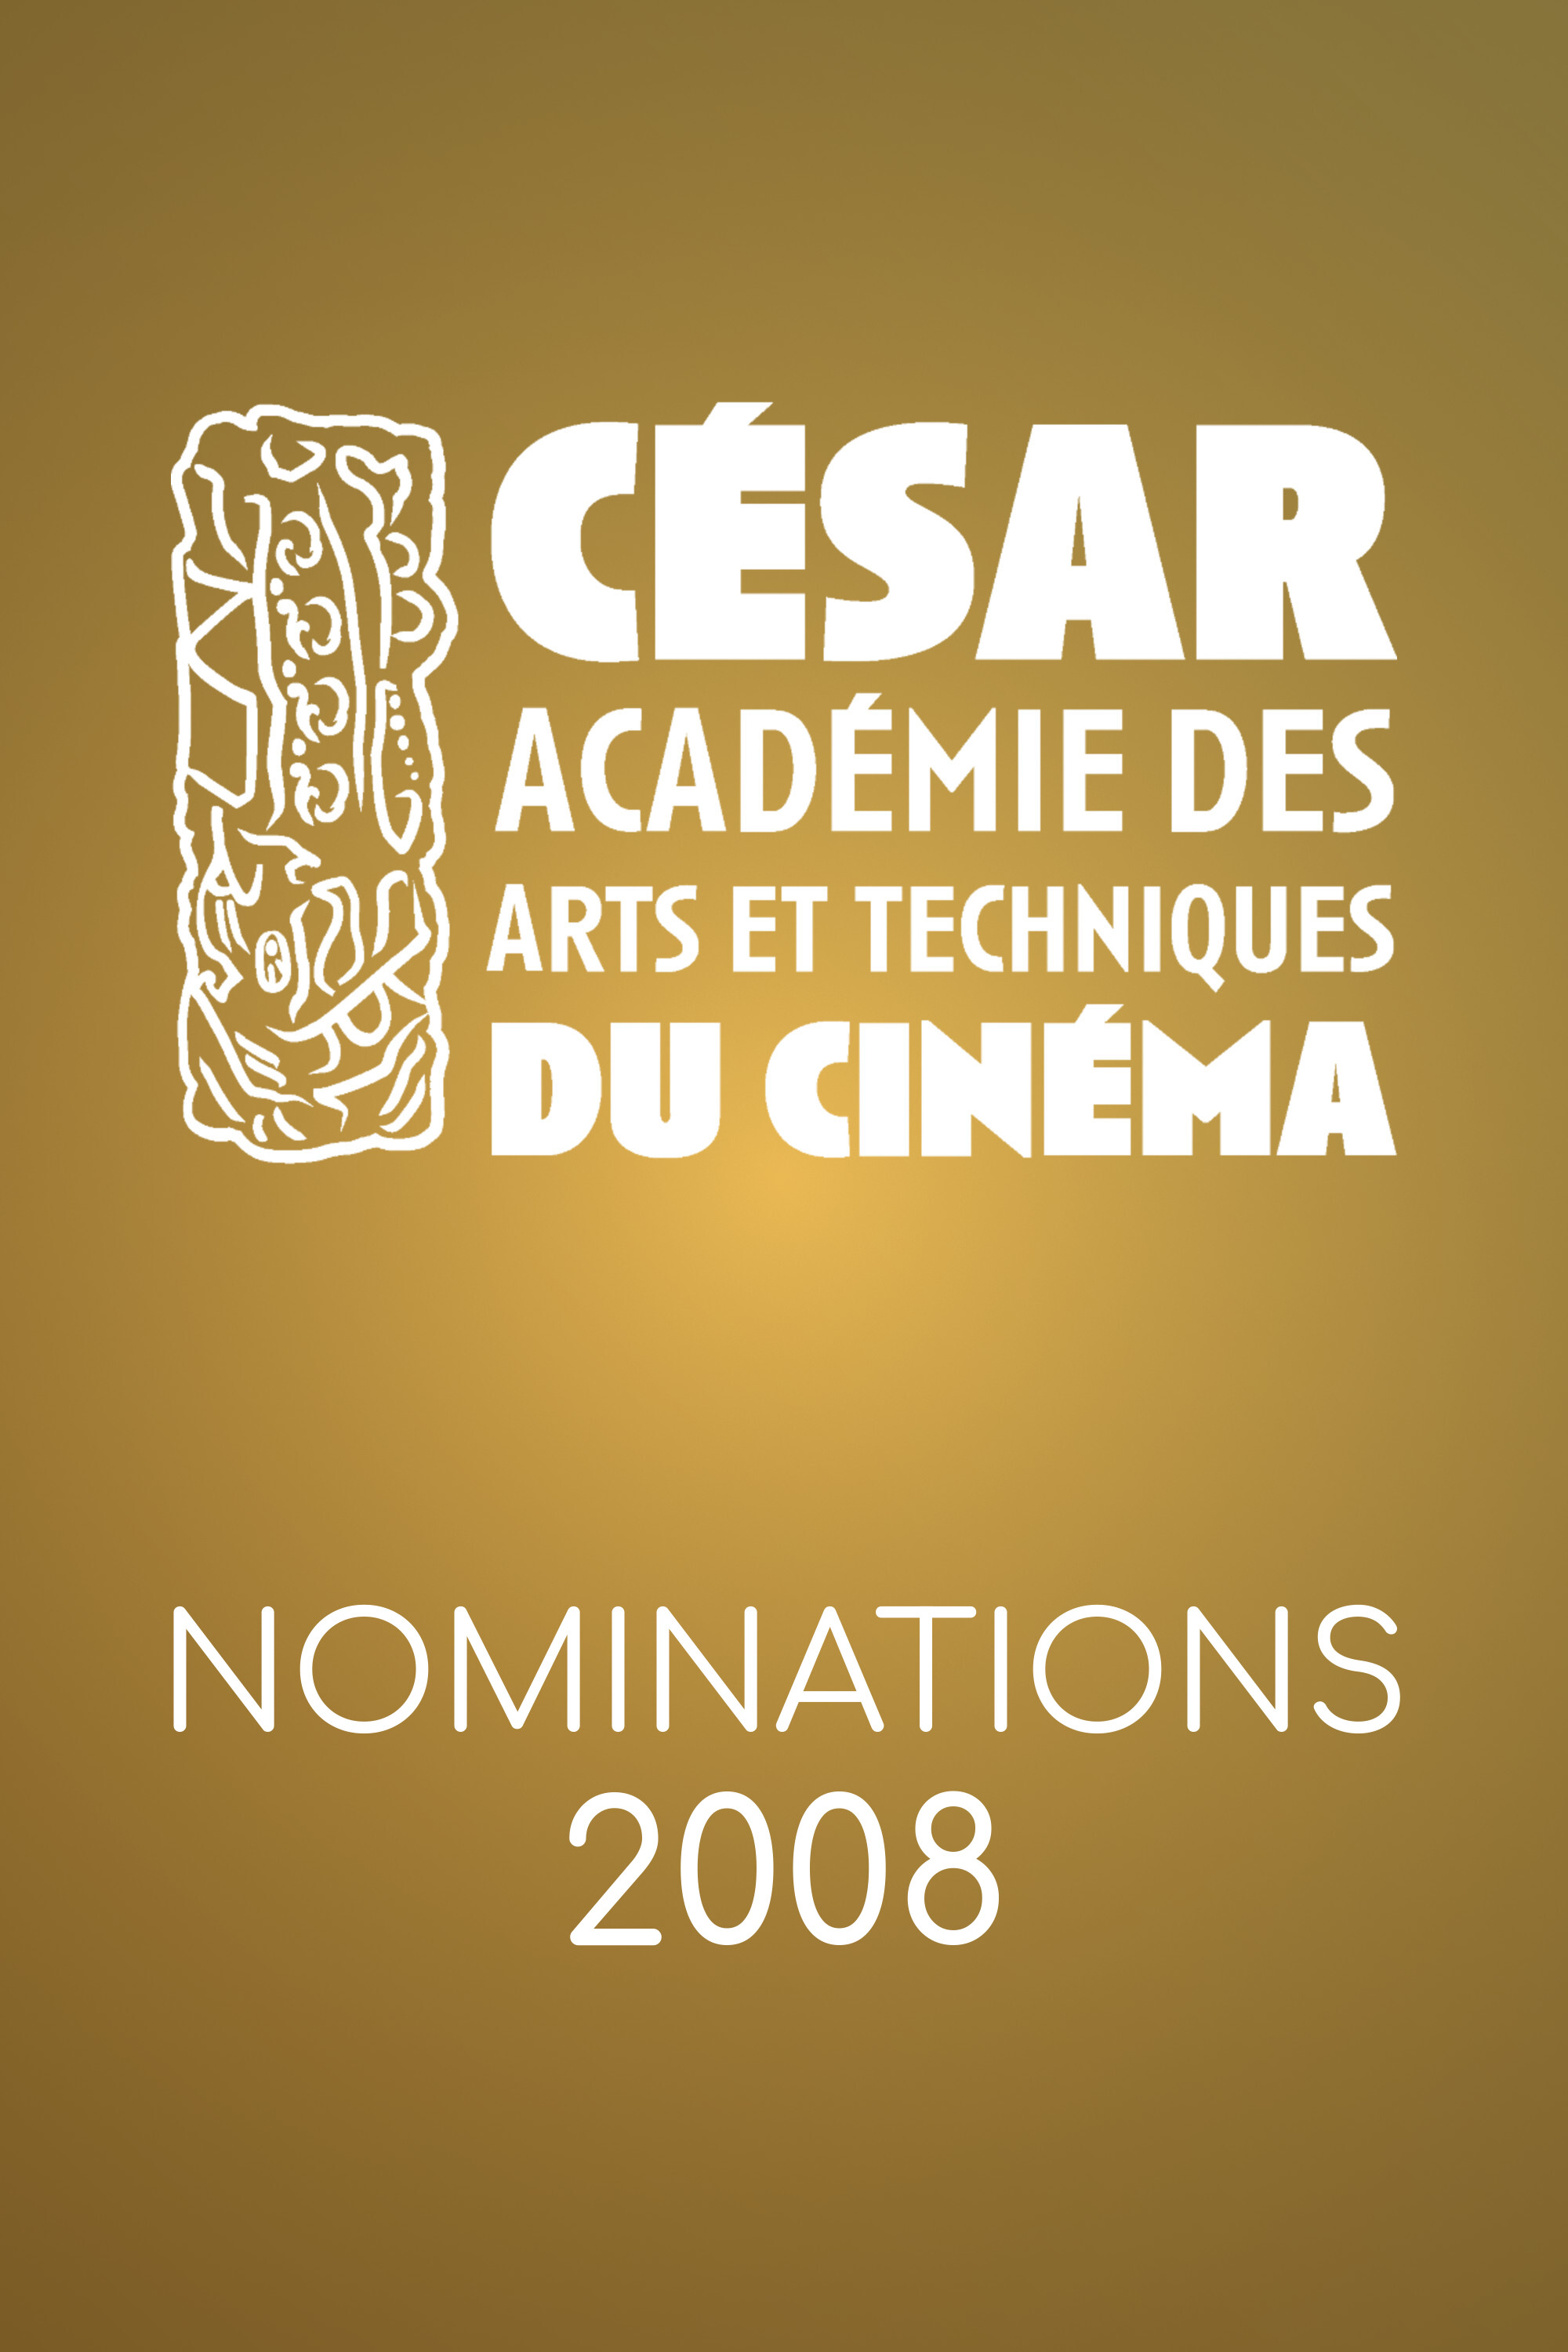 CÉSAR
ACADÉMIE DES
ARTS ET TECHNIQUES
DU CINÉMA
NOMINATIONS
2008